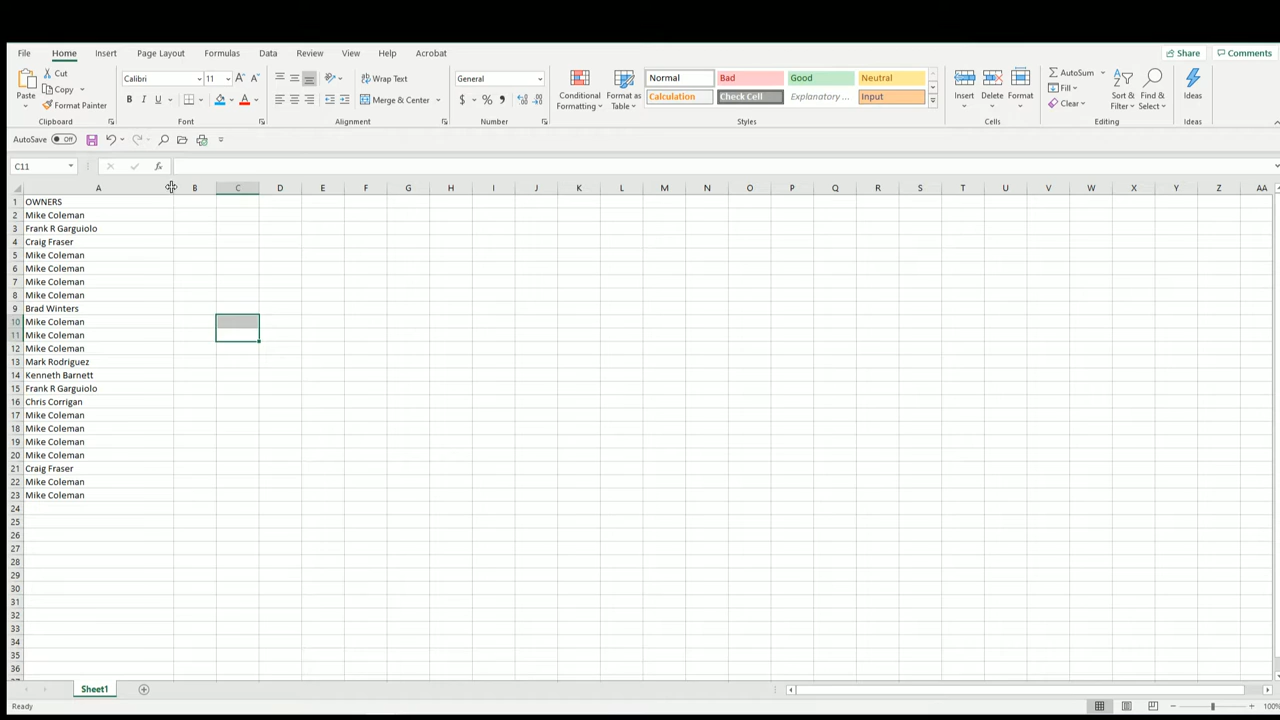 File Home Insert Page Layout Formulas Data Review View Help Acrobat Share Comments
Paste Cut Copy Format Painter Clipboard
Calibri 11 A A B I U A Font
Wrap Text Merge & Center Alignment
General $ % , Number
Conditional Formatting Format as Table
Normal Bad Good Neutral
Calculation Check Cell Explanatory ... Input
Styles
Insert Delete Format Cells
AutoSum Fill Clear Sort & Filter Find & Select Editing
Ideas Ideas
AutoSave Off
C11 fx
A B C D E F G H I J K L M N O P Q R S T U V W X Y Z AA
1 OWNERS
2 Mike Coleman
3 Frank R Garguiolo
4 Craig Fraser
5 Mike Coleman
6 Mike Coleman
7 Mike Coleman
8 Mike Coleman
9 Brad Winters
10 Mike Coleman
11 Mike Coleman
12 Mike Coleman
13 Mark Rodriguez
14 Kenneth Barnett
15 Frank R Garguiolo
16 Chris Corrigan
17 Mike Coleman
18 Mike Coleman
19 Mike Coleman
20 Mike Coleman
21 Craig Fraser
22 Mike Coleman
23 Mike Coleman
24
25
26
27
28
29
30
31
32
33
34
35
36
Sheet1
Ready 100%